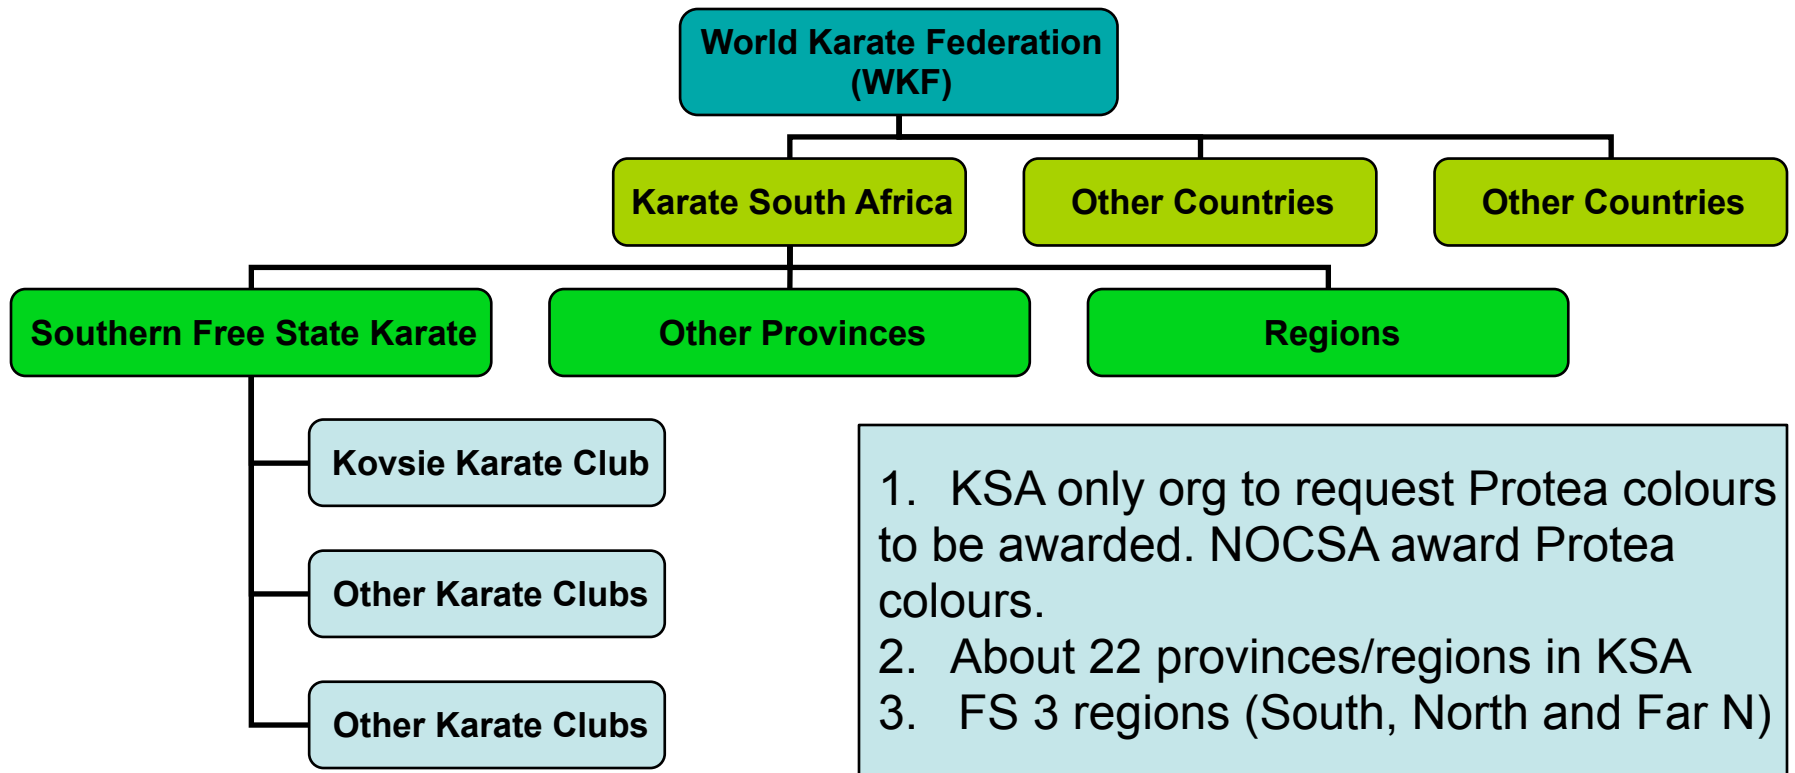 World Karate Federation
(WKF)
Karate South Africa
Other Countries
Other Countries
Southern Free State Karate
Other Provinces
Regions
Kovsie Karate Club
Other Karate Clubs
Other Karate Clubs
1. KSA only org to request Protea colours
to be awarded. NOCSA award Protea
colours.
2. About 22 provinces/regions in KSA
3. FS 3 regions (South, North and Far N)